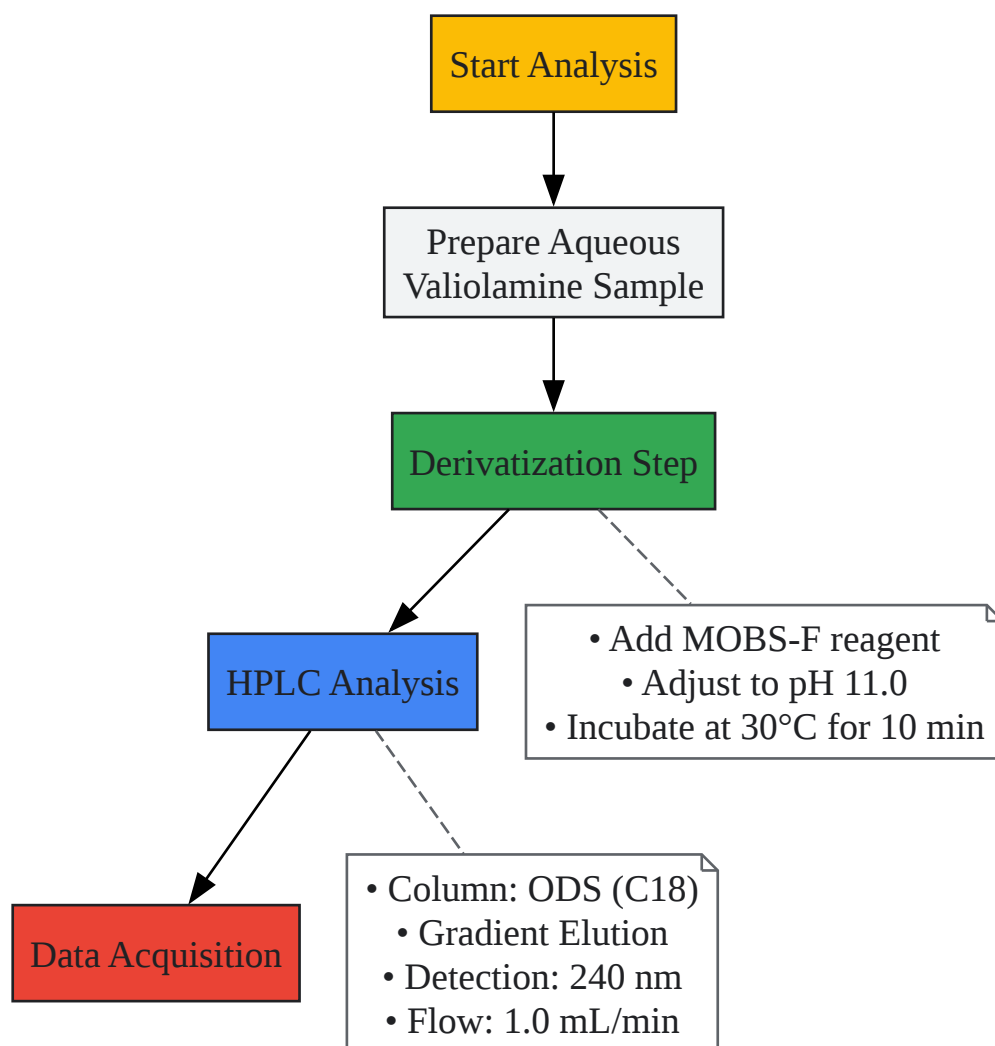 Start Analysis
Prepare Aqueous
Valiolamine Sample
Derivatization Step
• Add MOBS-F reagent
• Adjust to pH 11.0
• Incubate at 30°C for 10 min
HPLC Analysis
• Column: ODS (C18)
• Gradient Elution
• Detection: 240 nm
• Flow: 1.0 mL/min
Data Acquisition